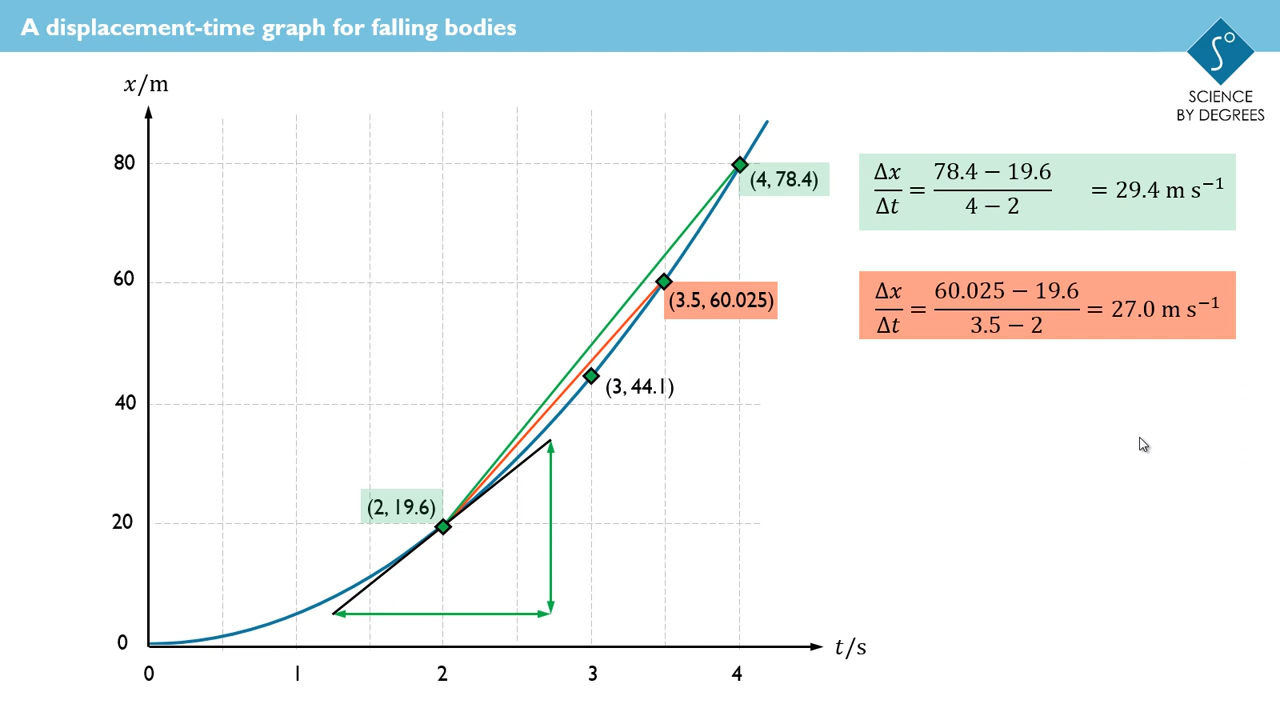 A displacement-time graph for falling bodies
S°
SCIENCE
BY DEGREES
x/m
80
60
40
20
0
0 1 2 3 4
t/s
(4, 78.4)
(3.5, 60.025)
(3, 44.1)
(2, 19.6)
Δx/Δt = (78.4 − 19.6)/(4 − 2) = 29.4 m s⁻¹
Δx/Δt = (60.025 − 19.6)/(3.5 − 2) = 27.0 m s⁻¹